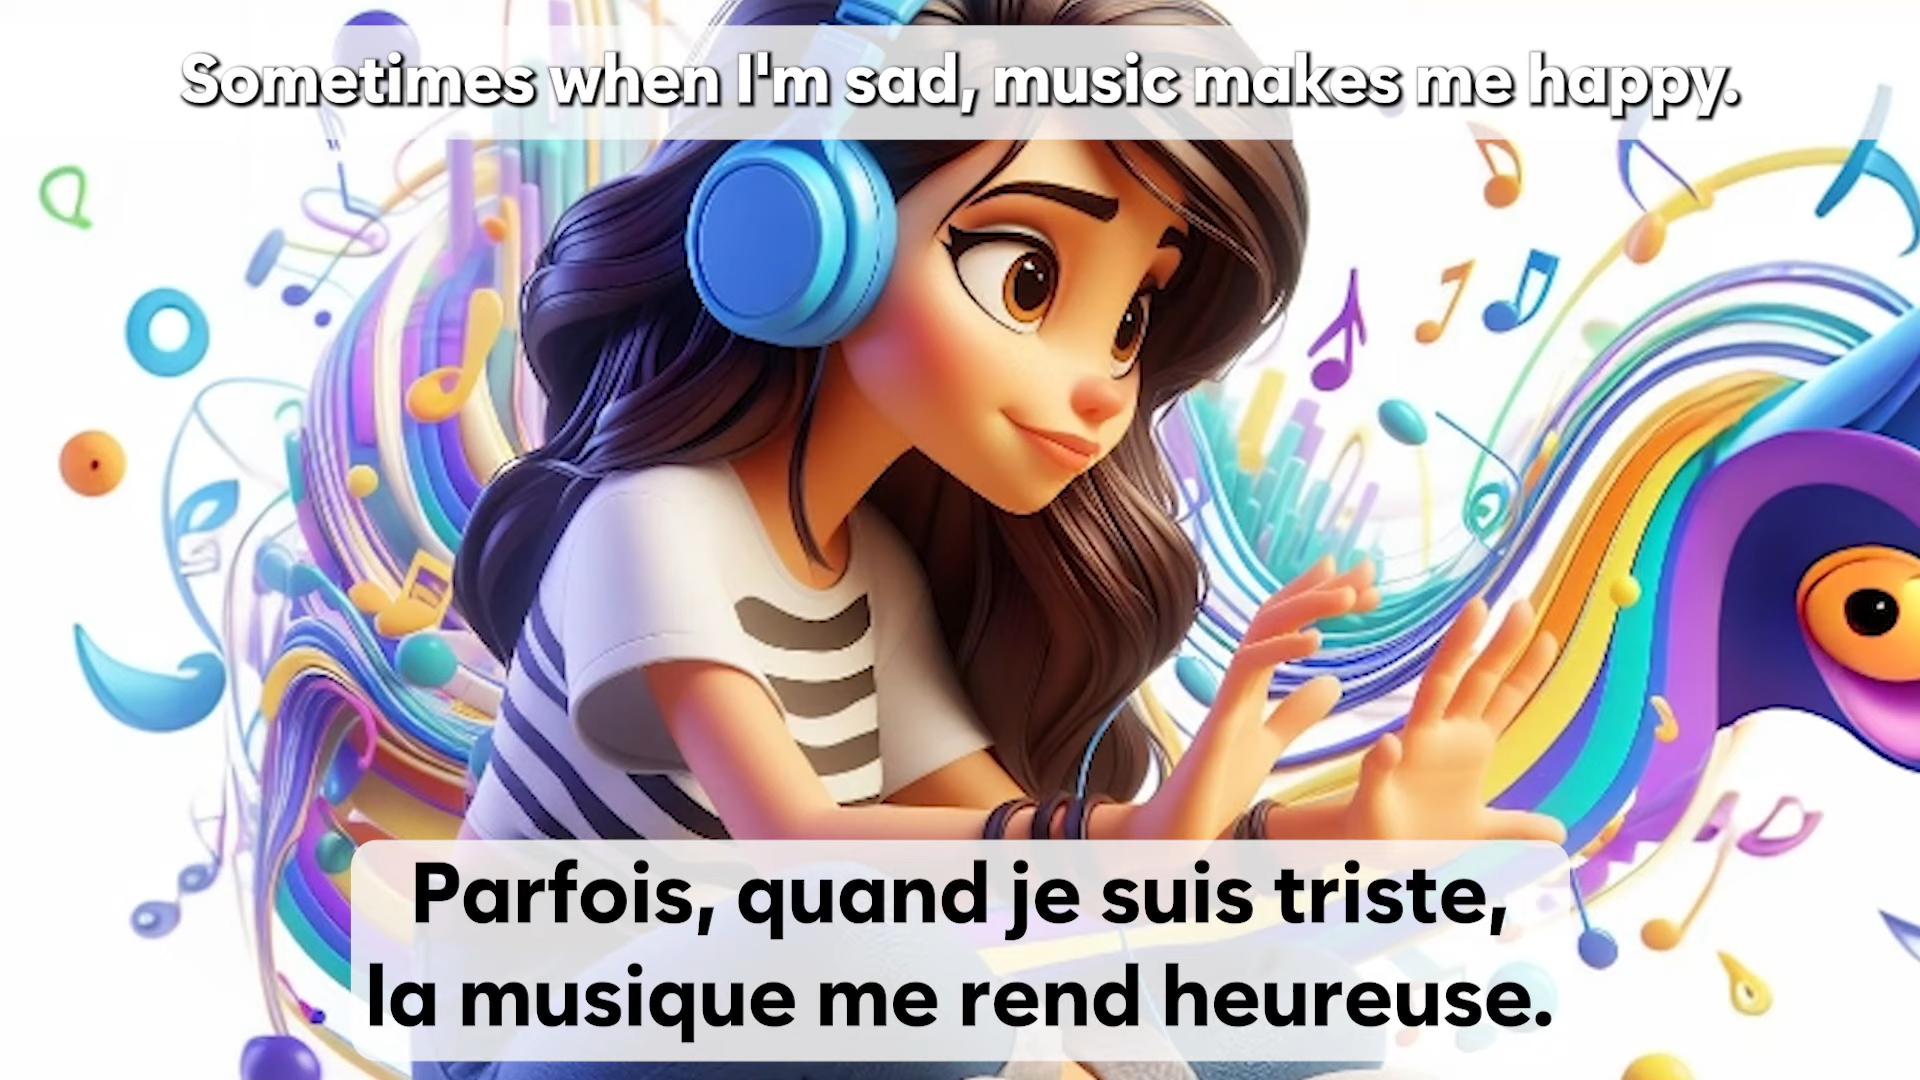 Sometimes when I'm sad, music makes me happy.
Parfois, quand je suis triste,
la musique me rend heureuse.